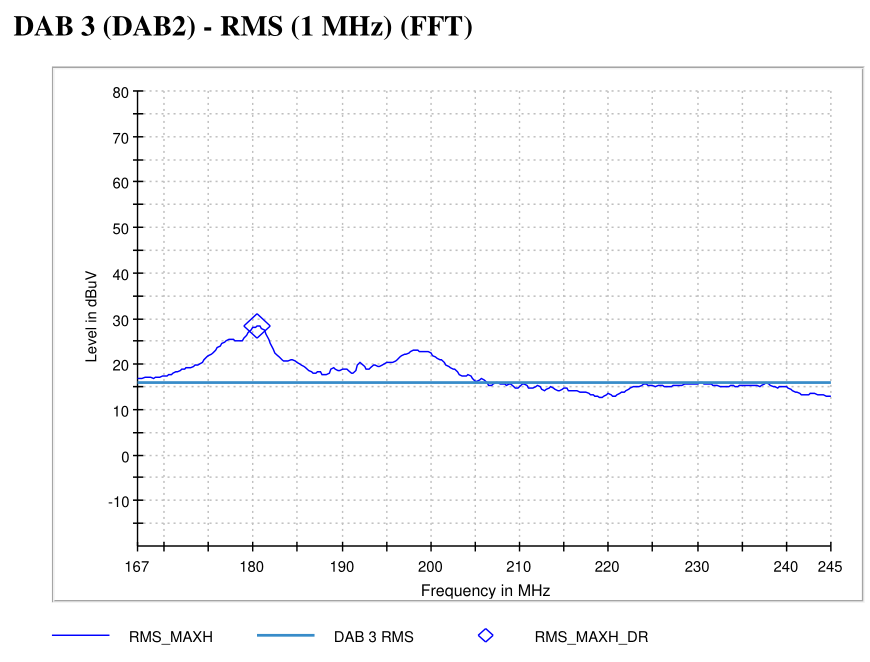 DAB 3 (DAB2) - RMS (1 MHz) (FFT)
80
70
60
50
40
30
20
10
0
-10
Level in dBuV
167 180 190 200 210 220 230 240 245
Frequency in MHz
RMS_MAXH DAB 3 RMS RMS_MAXH_DR